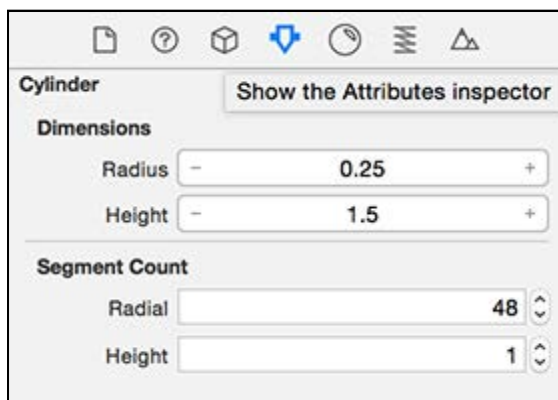 Cylinder
Show the Attributes inspector
Dimensions
Radius - 0.25 +
Height - 1.5 +
Segment Count
Radial 48
Height 1